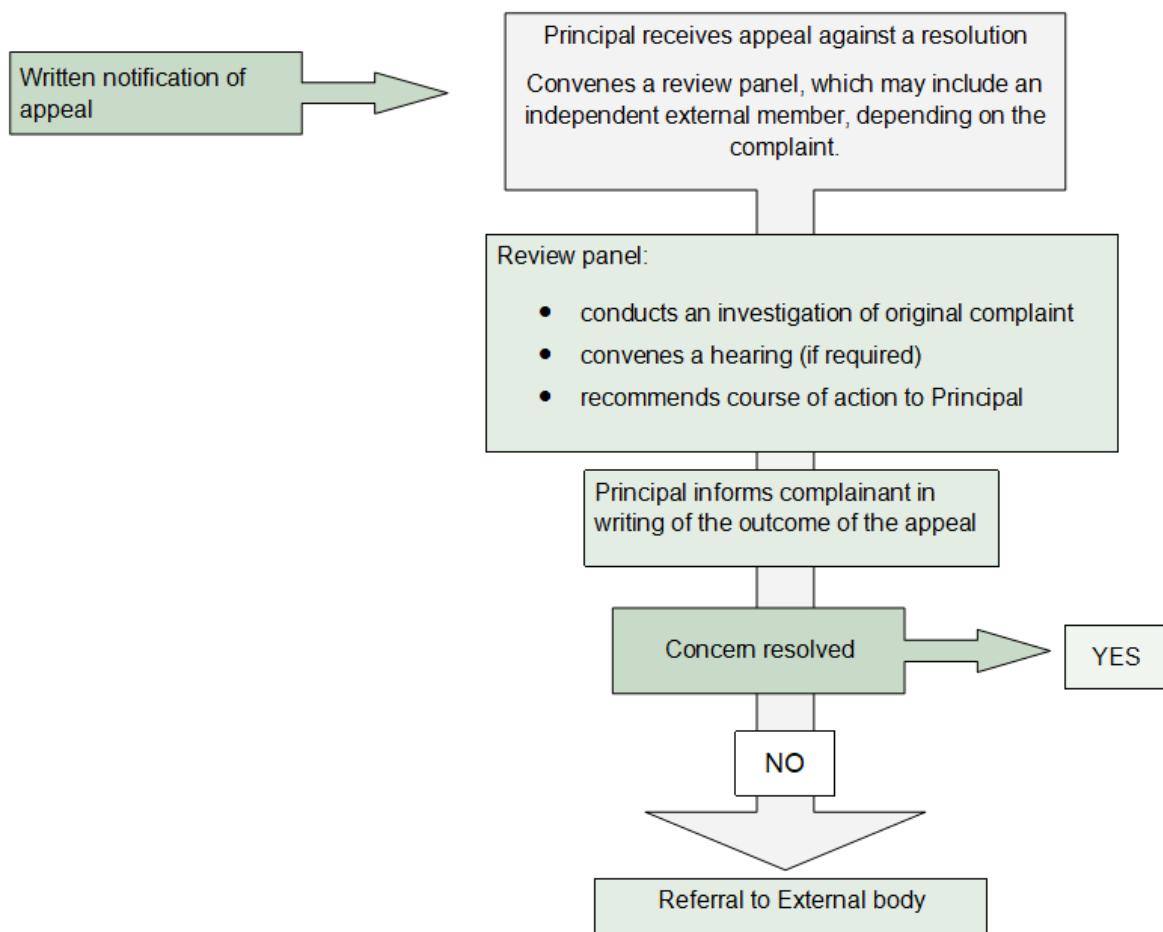 Written notification of
appeal
Principal receives appeal against a resolution
Convenes a review panel, which may include an
independent external member, depending on the
complaint.
Review panel:
● conducts an investigation of original complaint
● convenes a hearing (if required)
● recommends course of action to Principal
Principal informs complainant in
writing of the outcome of the appeal
Concern resolved
YES
NO
Referral to External body